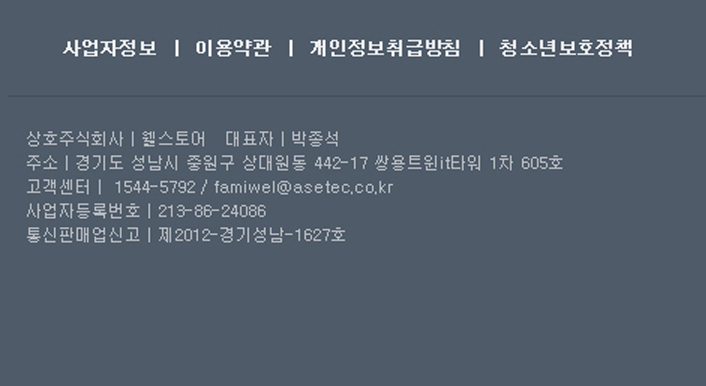 사업자정보 | 이용약관 | 개인정보취급방침 | 청소년보호정책
상호주식회사 | 웰스토어 대표자 | 박종석
주소 | 경기도 성남시 중원구 상대원동 442-17 쌍용트윈it타워 1차 605호
고객센터 | 1544-5792 / famiwel@asetec.co.kr
사업자등록번호 | 213-86-24086
통신판매업신고 | 제2012-경기성남-1627호